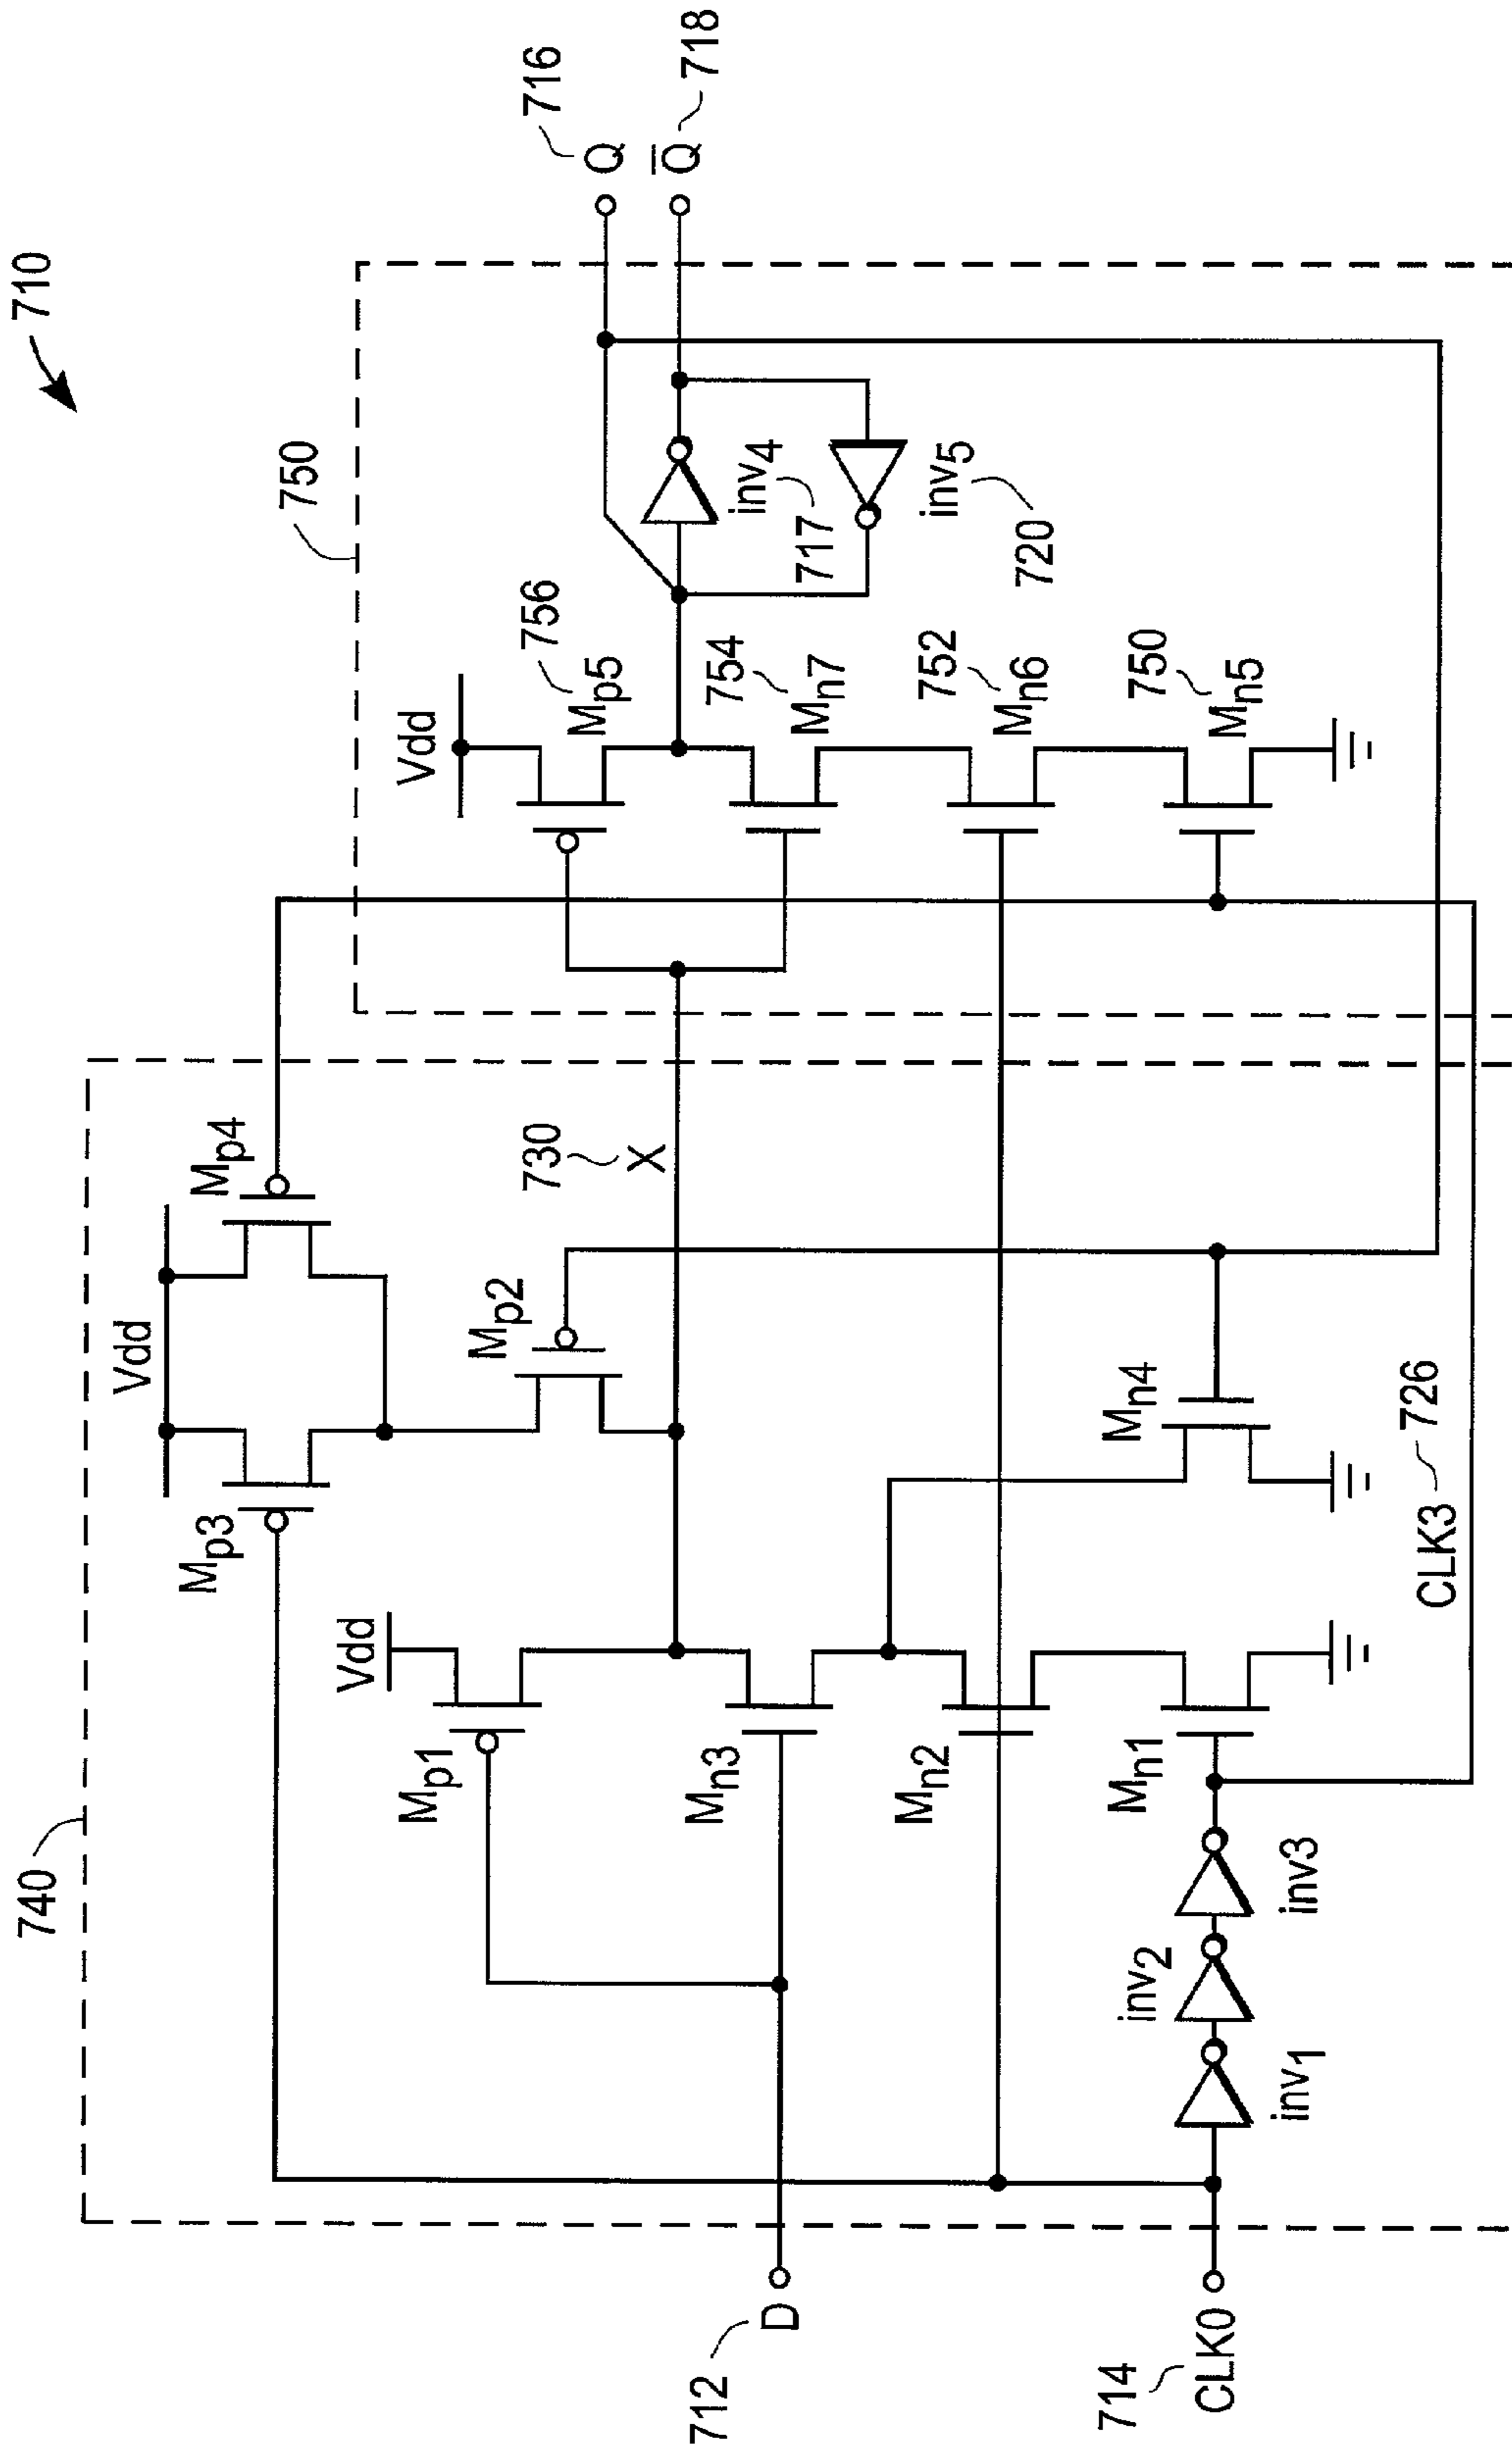 710
740
750
Vdd
Mp3
Mp4
Vdd
Mp1
Mp2
730
X
Vdd
Mp5
756
Mn7
754
Mn6
752
Mn5
750
Q
716
Q̅
718
inv4
717
inv5
720
Mn3
Mn2
Mn1
Mn4
712
D
714
CLK0
inv1
inv2
inv3
CLK3
726